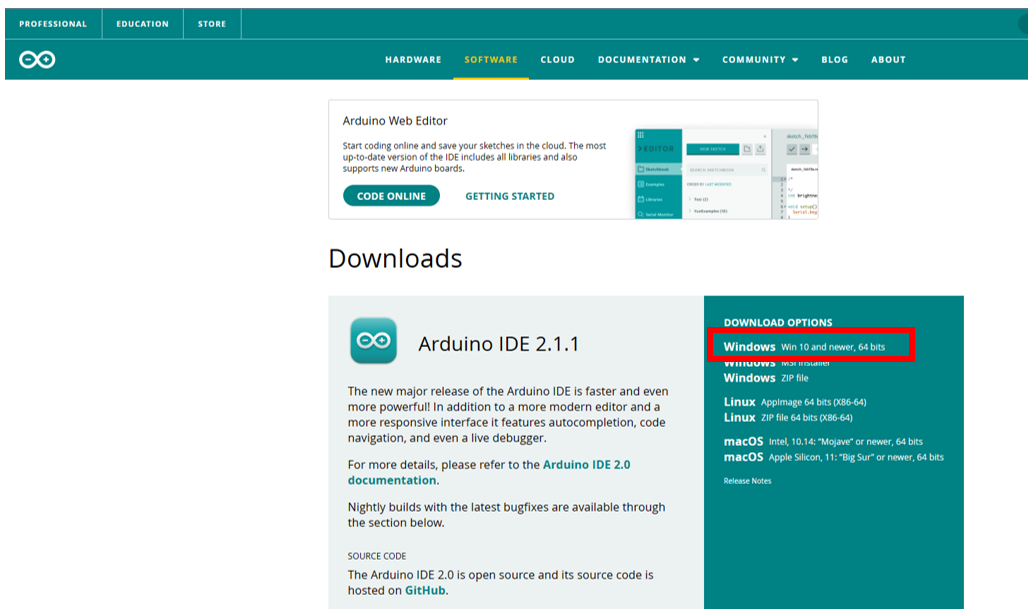 PROFESSIONAL
EDUCATION
STORE
HARDWARE
SOFTWARE
CLOUD
DOCUMENTATION
COMMUNITY
BLOG
ABOUT
Arduino Web Editor
Start coding online and save your sketches in the cloud. The most
up-to-date version of the IDE includes all libraries and also
supports new Arduino boards.
CODE ONLINE
GETTING STARTED
>EDITOR
NEW SKETCH
Sketchbook
SEARCH SKETCHBOOK
Examples
ORDER BY LAST MODIFIED
Libraries
Serial Monitor
Downloads
Arduino IDE 2.1.1
The new major release of the Arduino IDE is faster and even
more powerful! In addition to a more modern editor and a
more responsive interface it features autocompletion, code
navigation, and even a live debugger.
For more details, please refer to the Arduino IDE 2.0
documentation.
Nightly builds with the latest bugfixes are available through
the section below.
SOURCE CODE
The Arduino IDE 2.0 is open source and its source code is
hosted on GitHub.
DOWNLOAD OPTIONS
Windows Win 10 and newer, 64 bits
Windows MSI installer
Windows ZIP file
Linux AppImage 64 bits (X86-64)
Linux ZIP file 64 bits (X86-64)
macOS Intel, 10.14: "Mojave" or newer, 64 bits
macOS Apple Silicon, 11: "Big Sur" or newer, 64 bits
Release Notes